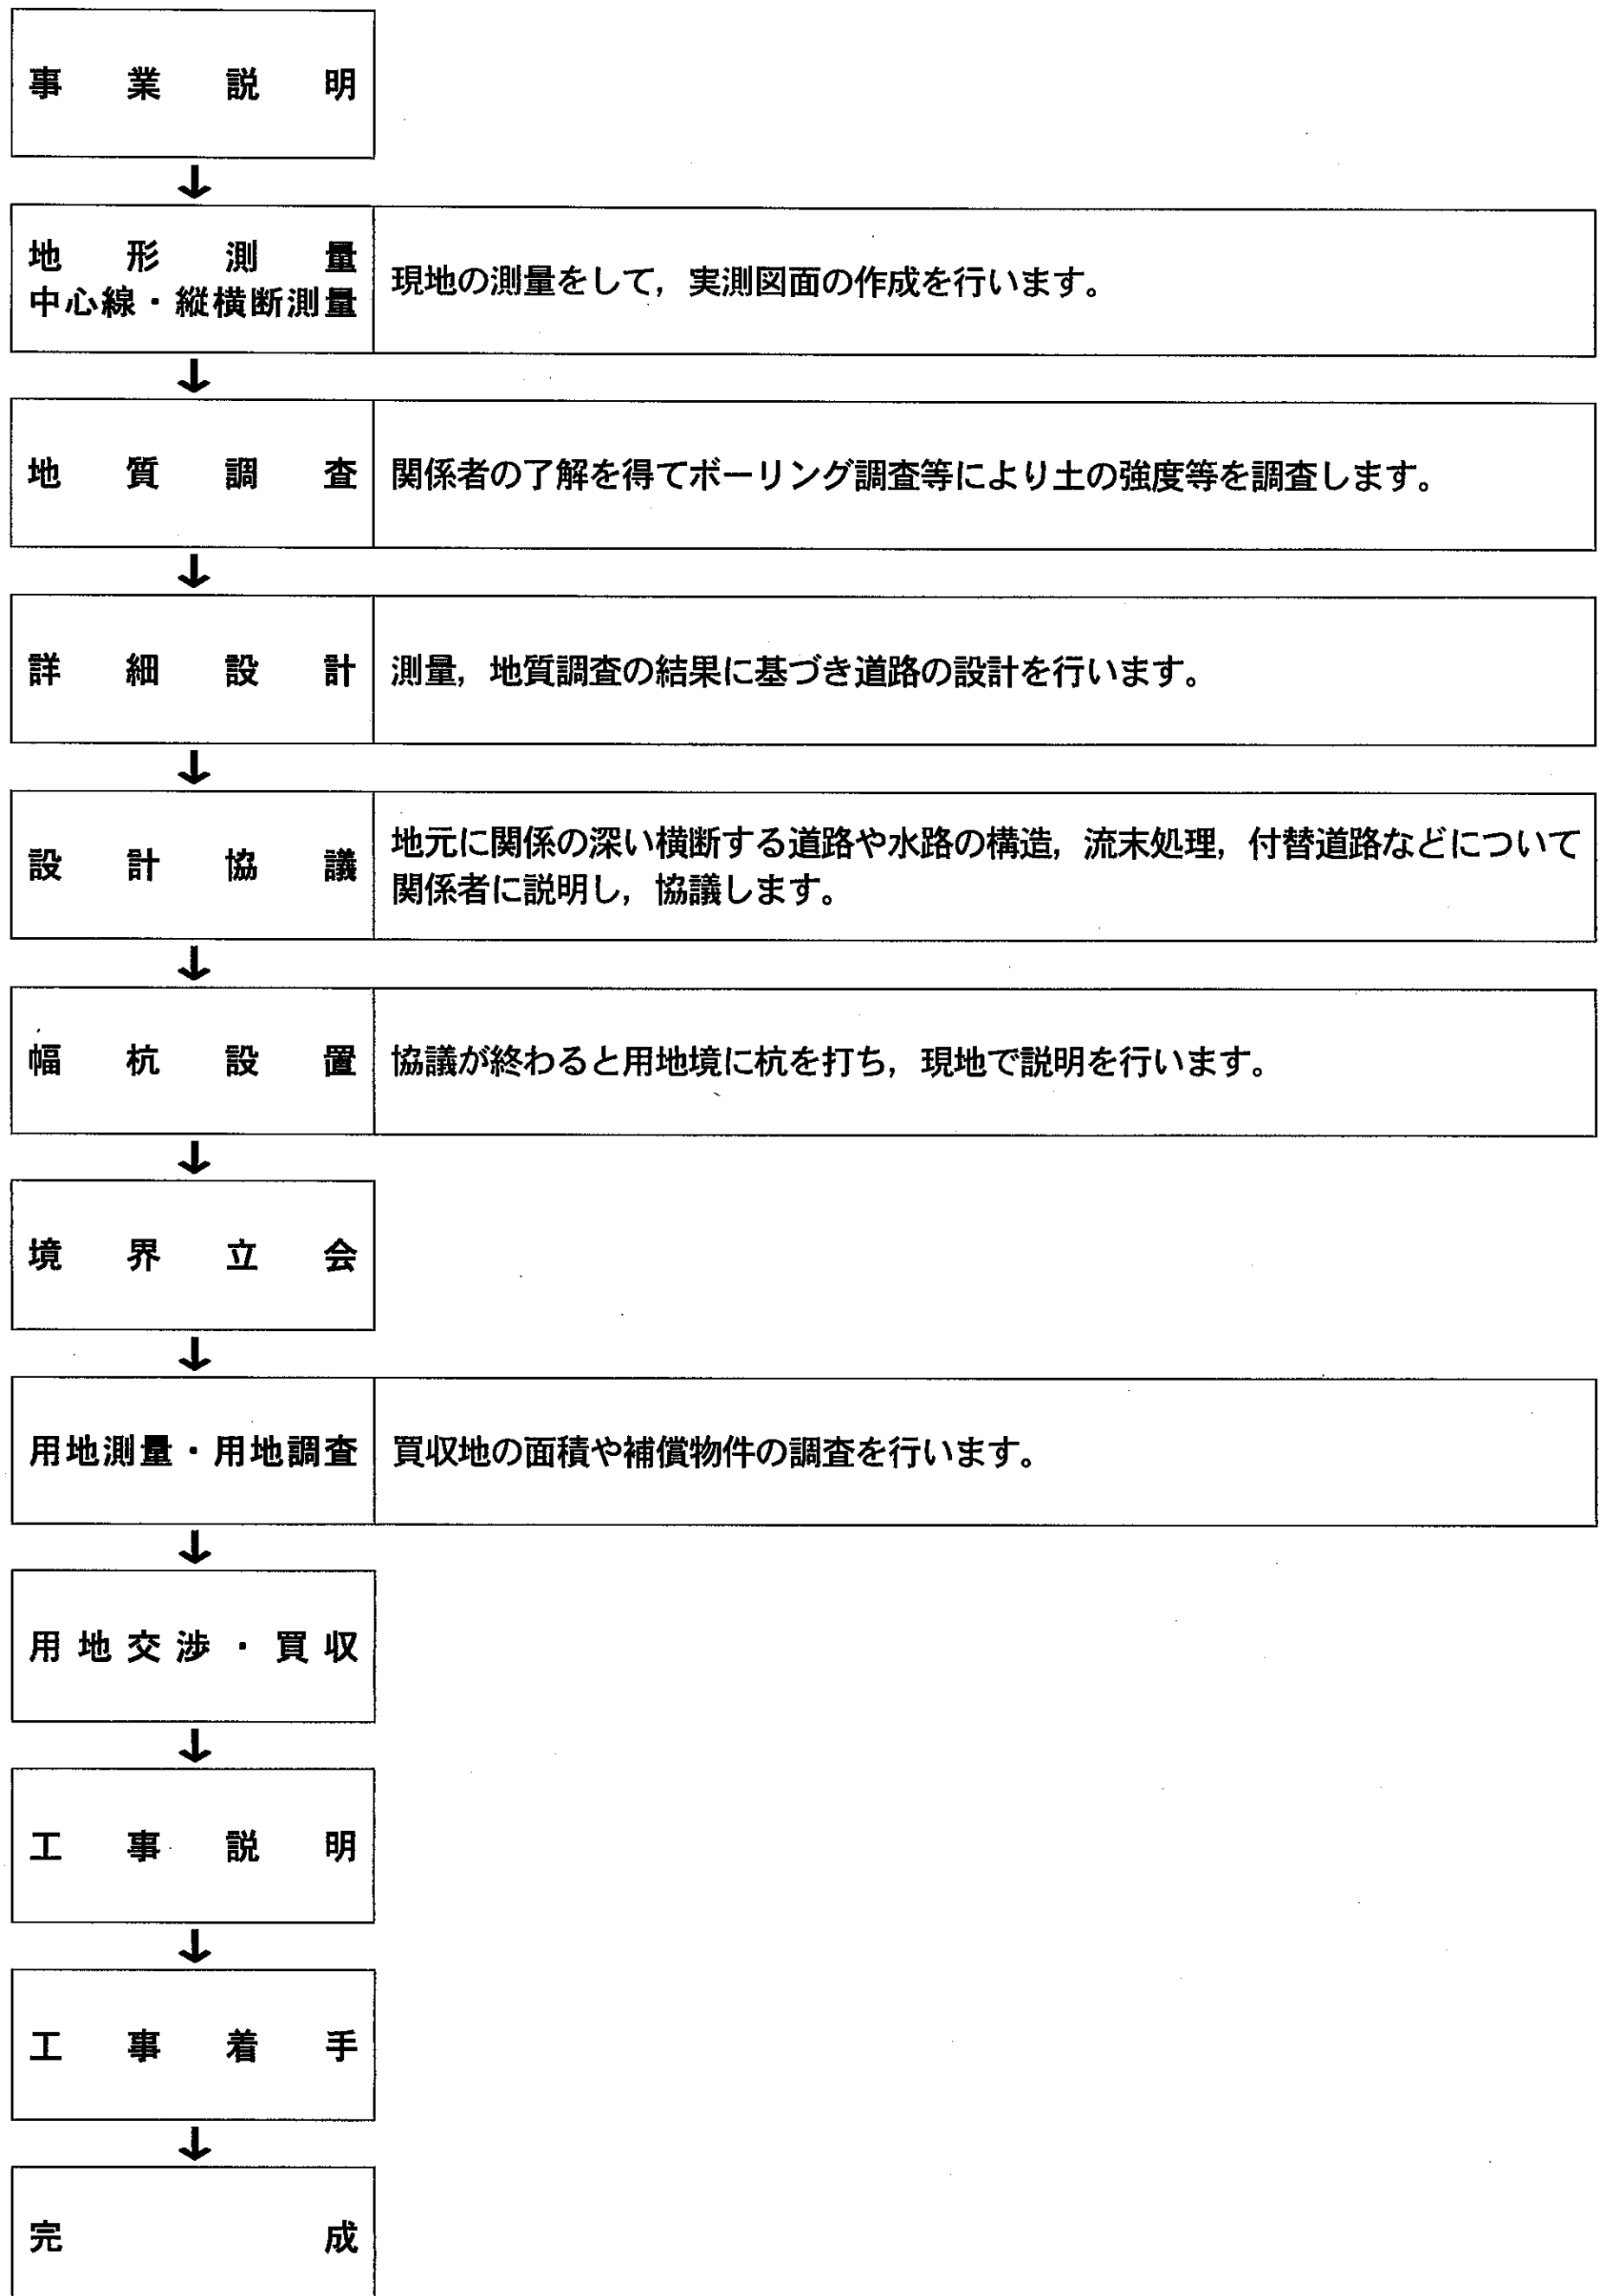 事業説明
↓
地形測量
中心線・縦横断測量
現地の測量をして，実測図面の作成を行います。
↓
地質調査
関係者の了解を得てボーリング調査等により土の強度等を調査します。
↓
詳細設計
測量，地質調査の結果に基づき道路の設計を行います。
↓
設計協議
地元に関係の深い横断する道路や水路の構造，流末処理，付替道路などについて
関係者に説明し，協議します。
↓
幅杭設置
協議が終わると用地境に杭を打ち，現地で説明を行います。
↓
境界立会
↓
用地測量・用地調査
買収地の面積や補償物件の調査を行います。
↓
用地交渉・買収
↓
工事説明
↓
工事着手
↓
完成